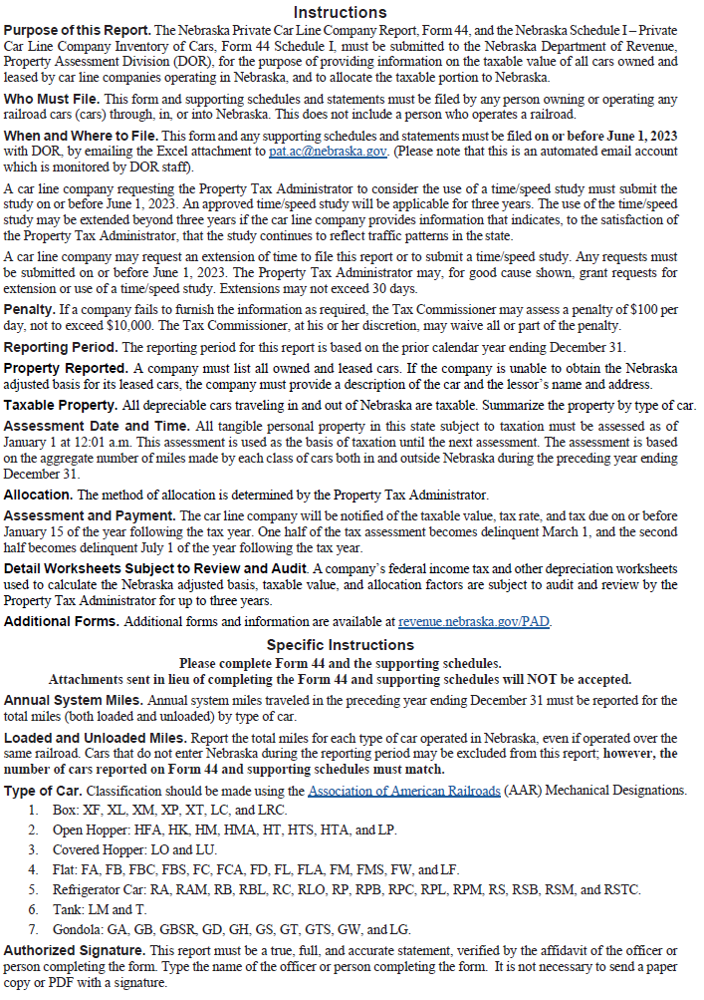 Instructions
Purpose of this Report. The Nebraska Private Car Line Company Report, Form 44, and the Nebraska Schedule I – Private
Car Line Company Inventory of Cars, Form 44 Schedule I, must be submitted to the Nebraska Department of Revenue,
Property Assessment Division (DOR), for the purpose of providing information on the taxable value of all cars owned and
leased by car line companies operating in Nebraska, and to allocate the taxable portion to Nebraska.
Who Must File. This form and supporting schedules and statements must be filed by any person owning or operating any
railroad cars (cars) through, in, or into Nebraska. This does not include a person who operates a railroad.
When and Where to File. This form and any supporting schedules and statements must be filed on or before June 1, 2023
with DOR, by emailing the Excel attachment to pat.ac@nebraska.gov. (Please note that this is an automated email account
which is monitored by DOR staff).
A car line company requesting the Property Tax Administrator to consider the use of a time/speed study must submit the
study on or before June 1, 2023. An approved time/speed study will be applicable for three years. The use of the time/speed
study may be extended beyond three years if the car line company provides information that indicates, to the satisfaction of
the Property Tax Administrator, that the study continues to reflect traffic patterns in the state.
A car line company may request an extension of time to file this report or to submit a time/speed study. Any requests must
be submitted on or before June 1, 2023. The Property Tax Administrator may, for good cause shown, grant requests for
extension or use of a time/speed study. Extensions may not exceed 30 days.
Penalty. If a company fails to furnish the information as required, the Tax Commissioner may assess a penalty of $100 per
day, not to exceed $10,000. The Tax Commissioner, at his or her discretion, may waive all or part of the penalty.
Reporting Period. The reporting period for this report is based on the prior calendar year ending December 31.
Property Reported. A company must list all owned and leased cars. If the company is unable to obtain the Nebraska
adjusted basis for its leased cars, the company must provide a description of the car and the lessor's name and address.
Taxable Property. All depreciable cars traveling in and out of Nebraska are taxable. Summarize the property by type of car.
Assessment Date and Time. All tangible personal property in this state subject to taxation must be assessed as of
January 1 at 12:01 a.m. This assessment is used as the basis of taxation until the next assessment. The assessment is based
on the aggregate number of miles made by each class of cars both in and outside Nebraska during the preceding year ending
December 31.
Allocation. The method of allocation is determined by the Property Tax Administrator.
Assessment and Payment. The car line company will be notified of the taxable value, tax rate, and tax due on or before
January 15 of the year following the tax year. One half of the tax assessment becomes delinquent March 1, and the second
half becomes delinquent July 1 of the year following the tax year.
Detail Worksheets Subject to Review and Audit. A company's federal income tax and other depreciation worksheets
used to calculate the Nebraska adjusted basis, taxable value, and allocation factors are subject to audit and review by the
Property Tax Administrator for up to three years.
Additional Forms. Additional forms and information are available at revenue.nebraska.gov/PAD.
Specific Instructions
Please complete Form 44 and the supporting schedules.
Attachments sent in lieu of completing the Form 44 and supporting schedules will NOT be accepted.
Annual System Miles. Annual system miles traveled in the preceding year ending December 31 must be reported for the
total miles (both loaded and unloaded) by type of car.
Loaded and Unloaded Miles. Report the total miles for each type of car operated in Nebraska, even if operated over the
same railroad. Cars that do not enter Nebraska during the reporting period may be excluded from this report; however, the
number of cars reported on Form 44 and supporting schedules must match.
Type of Car. Classification should be made using the Association of American Railroads (AAR) Mechanical Designations.
1. Box: XF, XL, XM, XP, XT, LC, and LRC.
2. Open Hopper: HFA, HK, HM, HMA, HT, HTS, HTA, and LP.
3. Covered Hopper: LO and LU.
4. Flat: FA, FB, FBC, FBS, FC, FCA, FD, FL, FLA, FM, FMS, FW, and LF.
5. Refrigerator Car: RA, RAM, RB, RBL, RC, RLO, RP, RPB, RPC, RPL, RPM, RS, RSB, RSM, and RSTC.
6. Tank: LM and T.
7. Gondola: GA, GB, GBSR, GD, GH, GS, GT, GTS, GW, and LG.
Authorized Signature. This report must be a true, full, and accurate statement, verified by the affidavit of the officer or
person completing the form. Type the name of the officer or person completing the form. It is not necessary to send a paper
copy or PDF with a signature.